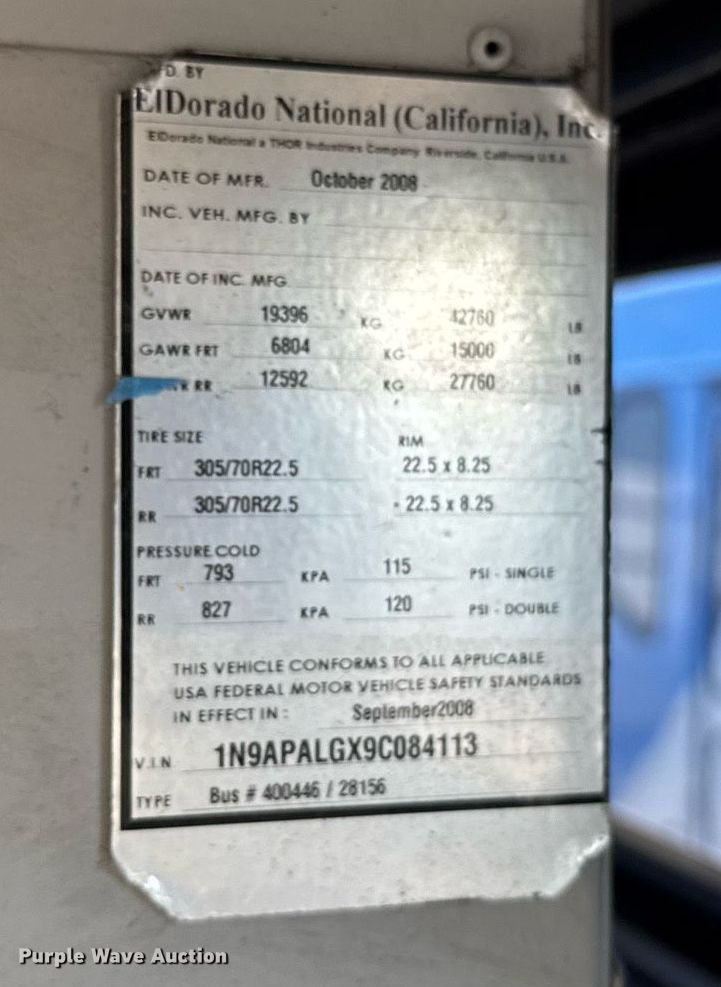 D. BY
ElDorado National (California), Inc.
ElDorado National a THOR Industries Company Riverside, California U.S.A.
DATE OF MFR. October 2008
INC. VEH. MFG. BY
DATE OF INC. MFG.
GVWR 19396 KG 42760 LB
GAWR FRT 6804 KG 15000 LB
RR 12592 KG 27760 LB
TIRE SIZE RIM
FRT 305/70R22.5 22.5 x 8.25
RR 305/70R22.5 22.5 x 8.25
PRESSURE COLD
FRT 793 KPA 115 PSI - SINGLE
RR 827 KPA 120 PSI - DOUBLE
THIS VEHICLE CONFORMS TO ALL APPLICABLE
USA FEDERAL MOTOR VEHICLE SAFETY STANDARDS
IN EFFECT IN : September2008
V.I.N 1N9APALGX9C084113
TYPE Bus # 400446 / 28156
Purple Wave Auction